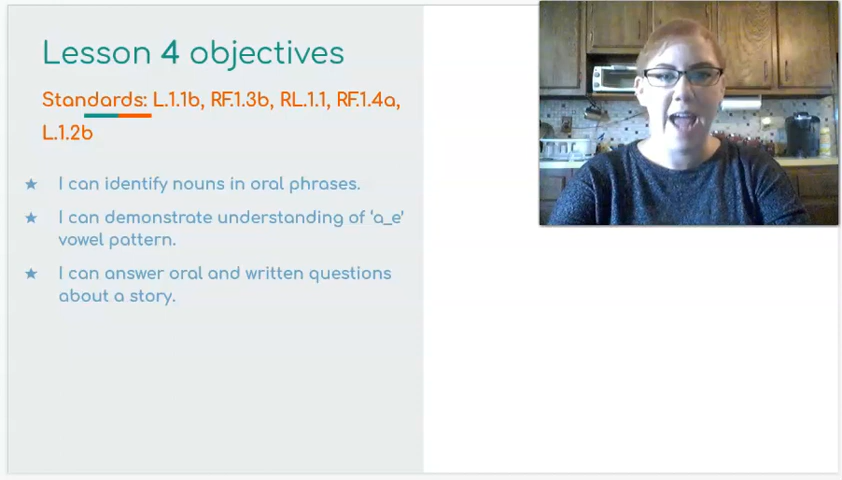 Lesson 4 objectives
Standards: L.1.1b, RF.1.3b, RL.1.1, RF.1.4a,
L.1.2b
★ I can identify nouns in oral phrases.
★ I can demonstrate understanding of ‘a_e’
vowel pattern.
★ I can answer oral and written questions
about a story.